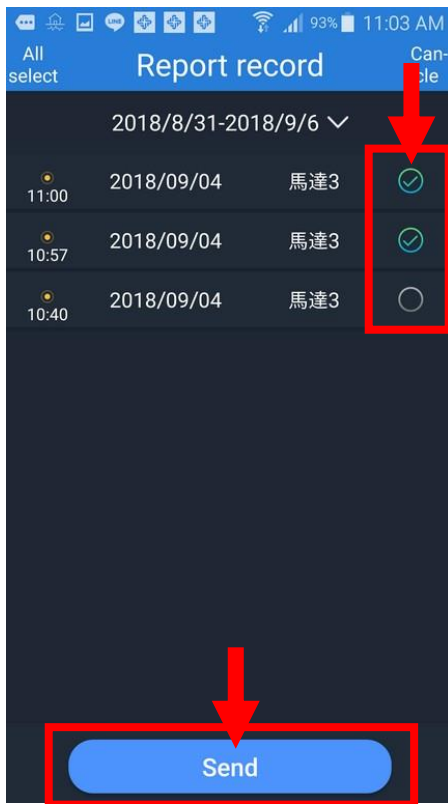 LINE 93% 11:03 AM
All select
Report record
Can-cle
2018/8/31-2018/9/6
11:00 2018/09/04 馬達3
10:57 2018/09/04 馬達3
10:40 2018/09/04 馬達3
Send